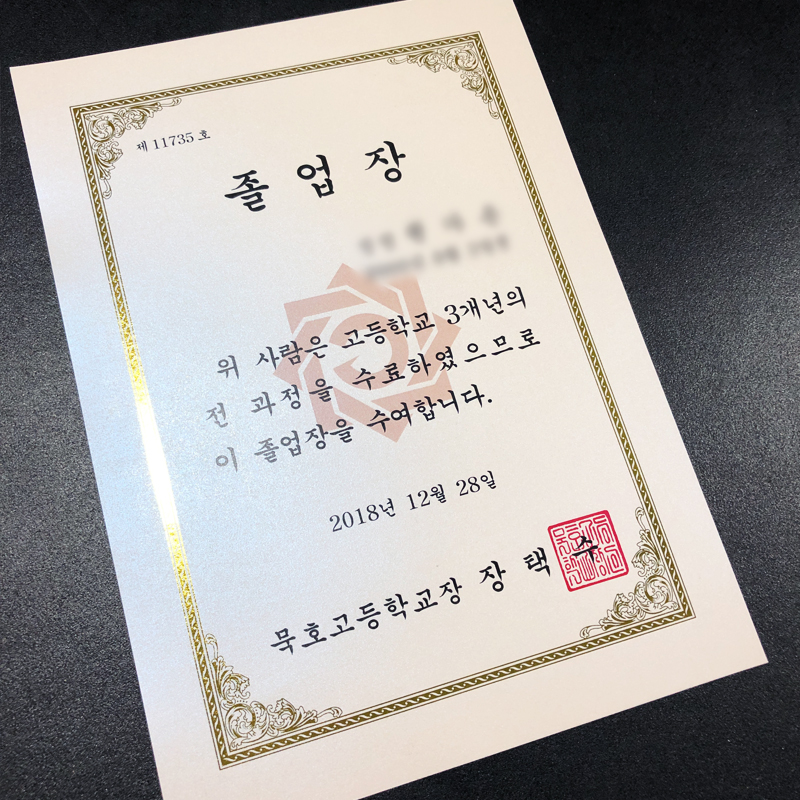 제 11735 호
졸 업 장
위 사람은 고등학교 3개년의
전 과정을 수료하였으므로
이 졸업장을 수여합니다.
2018년 12월 28일
묵호고등학교장 장 택 수